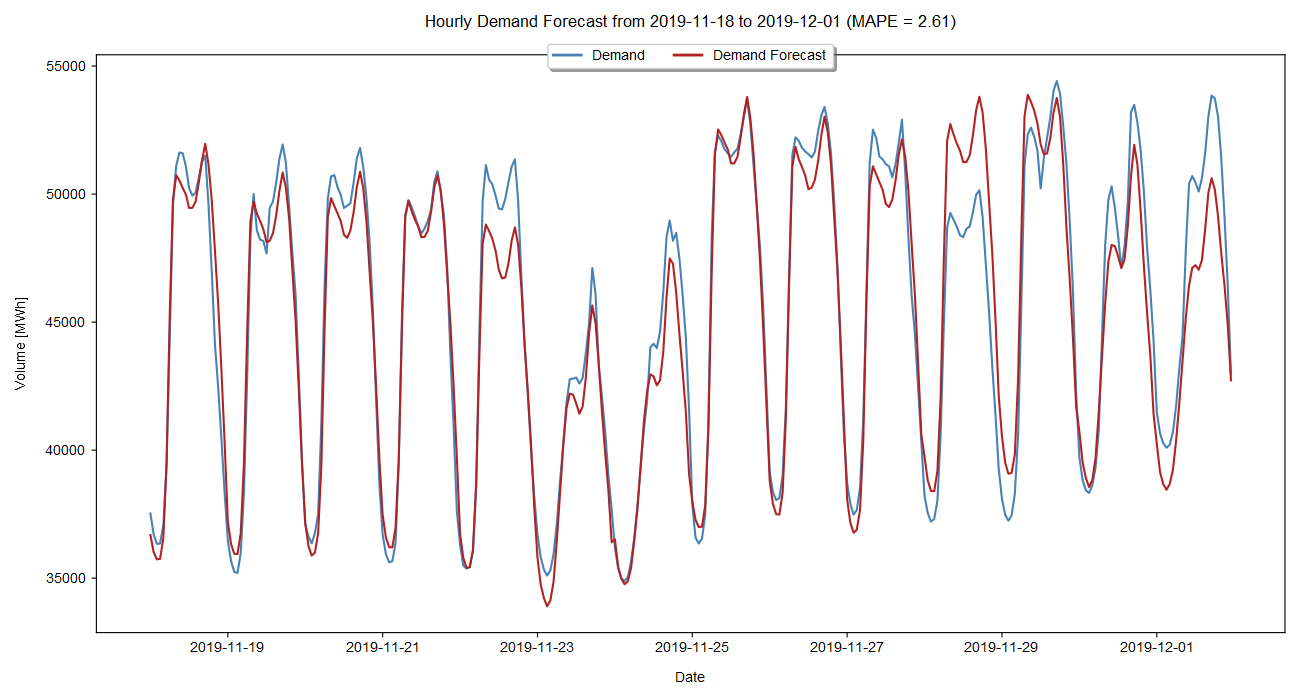 Hourly Demand Forecast from 2019-11-18 to 2019-12-01 (MAPE = 2.61)
Demand
Demand Forecast
Volume [MWh]
55000
50000
45000
40000
35000
2019-11-19
2019-11-21
2019-11-23
2019-11-25
2019-11-27
2019-11-29
2019-12-01
Date